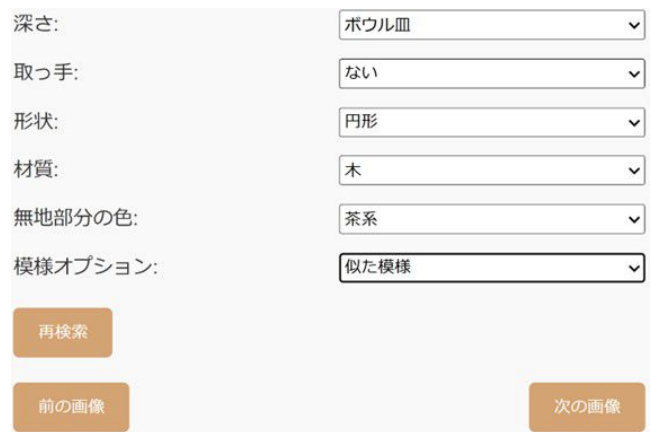 深さ: ボウル皿
取っ手: ない
形状: 円形
材質: 木
無地部分の色: 茶系
模様オプション: 似た模様
再検索
前の画像 次の画像